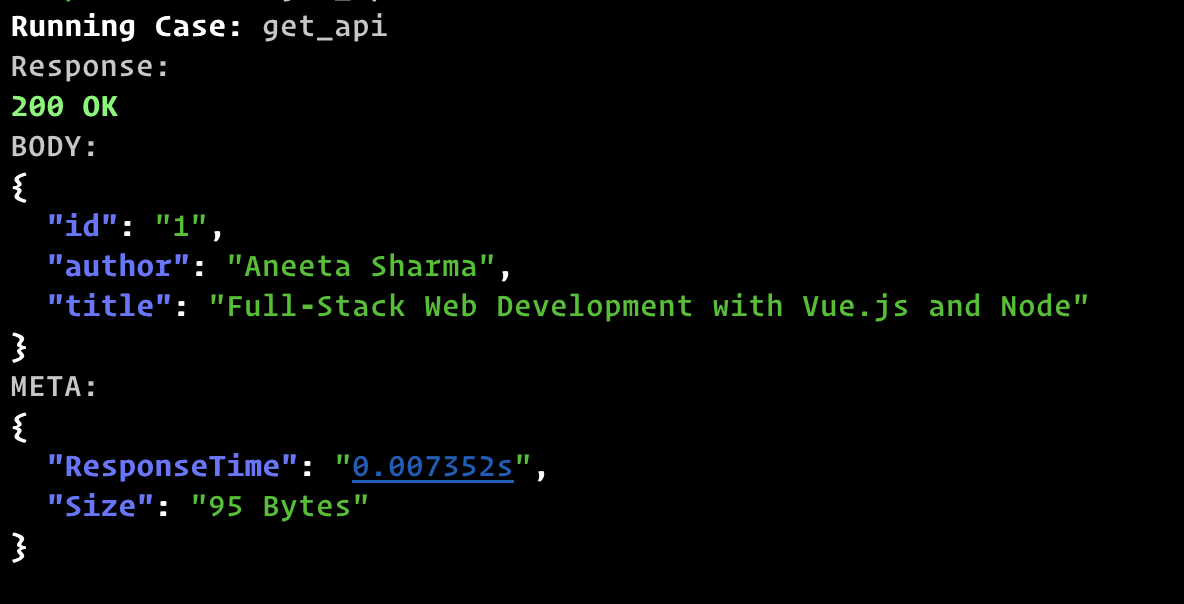 Running Case: get_api
Response:
200 OK
BODY:
{
  "id": "1",
  "author": "Aneeta Sharma",
  "title": "Full-Stack Web Development with Vue.js and Node"
}
META:
{
  "ResponseTime": "0.007352s",
  "Size": "95 Bytes"
}